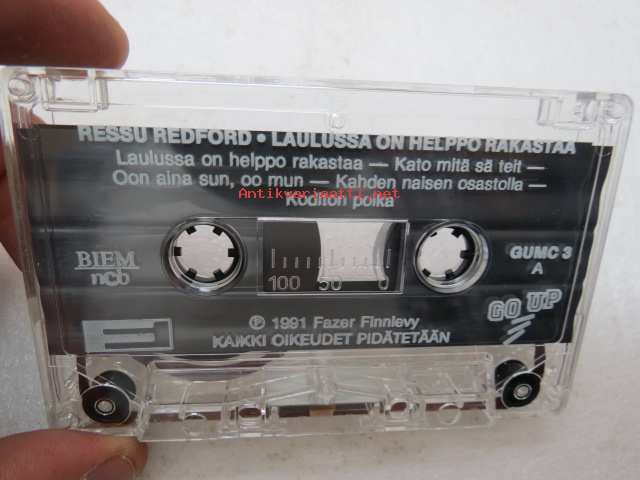 RESSU REDFORD • LAULUSSA ON HELPPO RAKASTAA
Laulussa on helppo rakastaa — Kato mitä sä teit —
Oon aina sun, oo mun — Kahden naisen osastolla —
Antikvariaatti.net
Koditon poika
BIEM
ncb
GUMC 3
A
100 50 0
GO UP
℗ 1991 Fazer Finnlevy
KAIKKI OIKEUDET PIDÄTETÄÄN